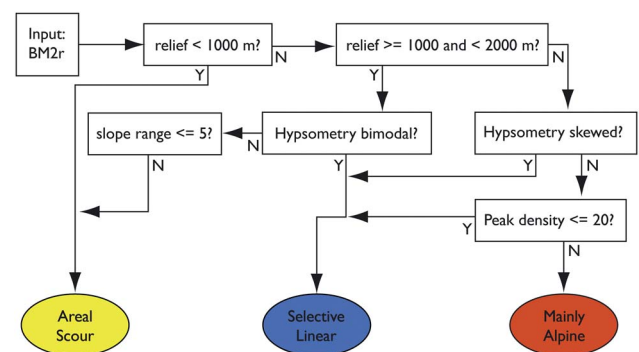 Input:
BM2r
relief < 1000 m?
N
relief >= 1000 and < 2000 m?
N
Y
Y
slope range <= 5?
N
Hypsometry bimodal?
Hypsometry skewed?
N
Y
Y
N
Peak density <= 20?
Y
N
Areal
Scour
Selective
Linear
Mainly
Alpine